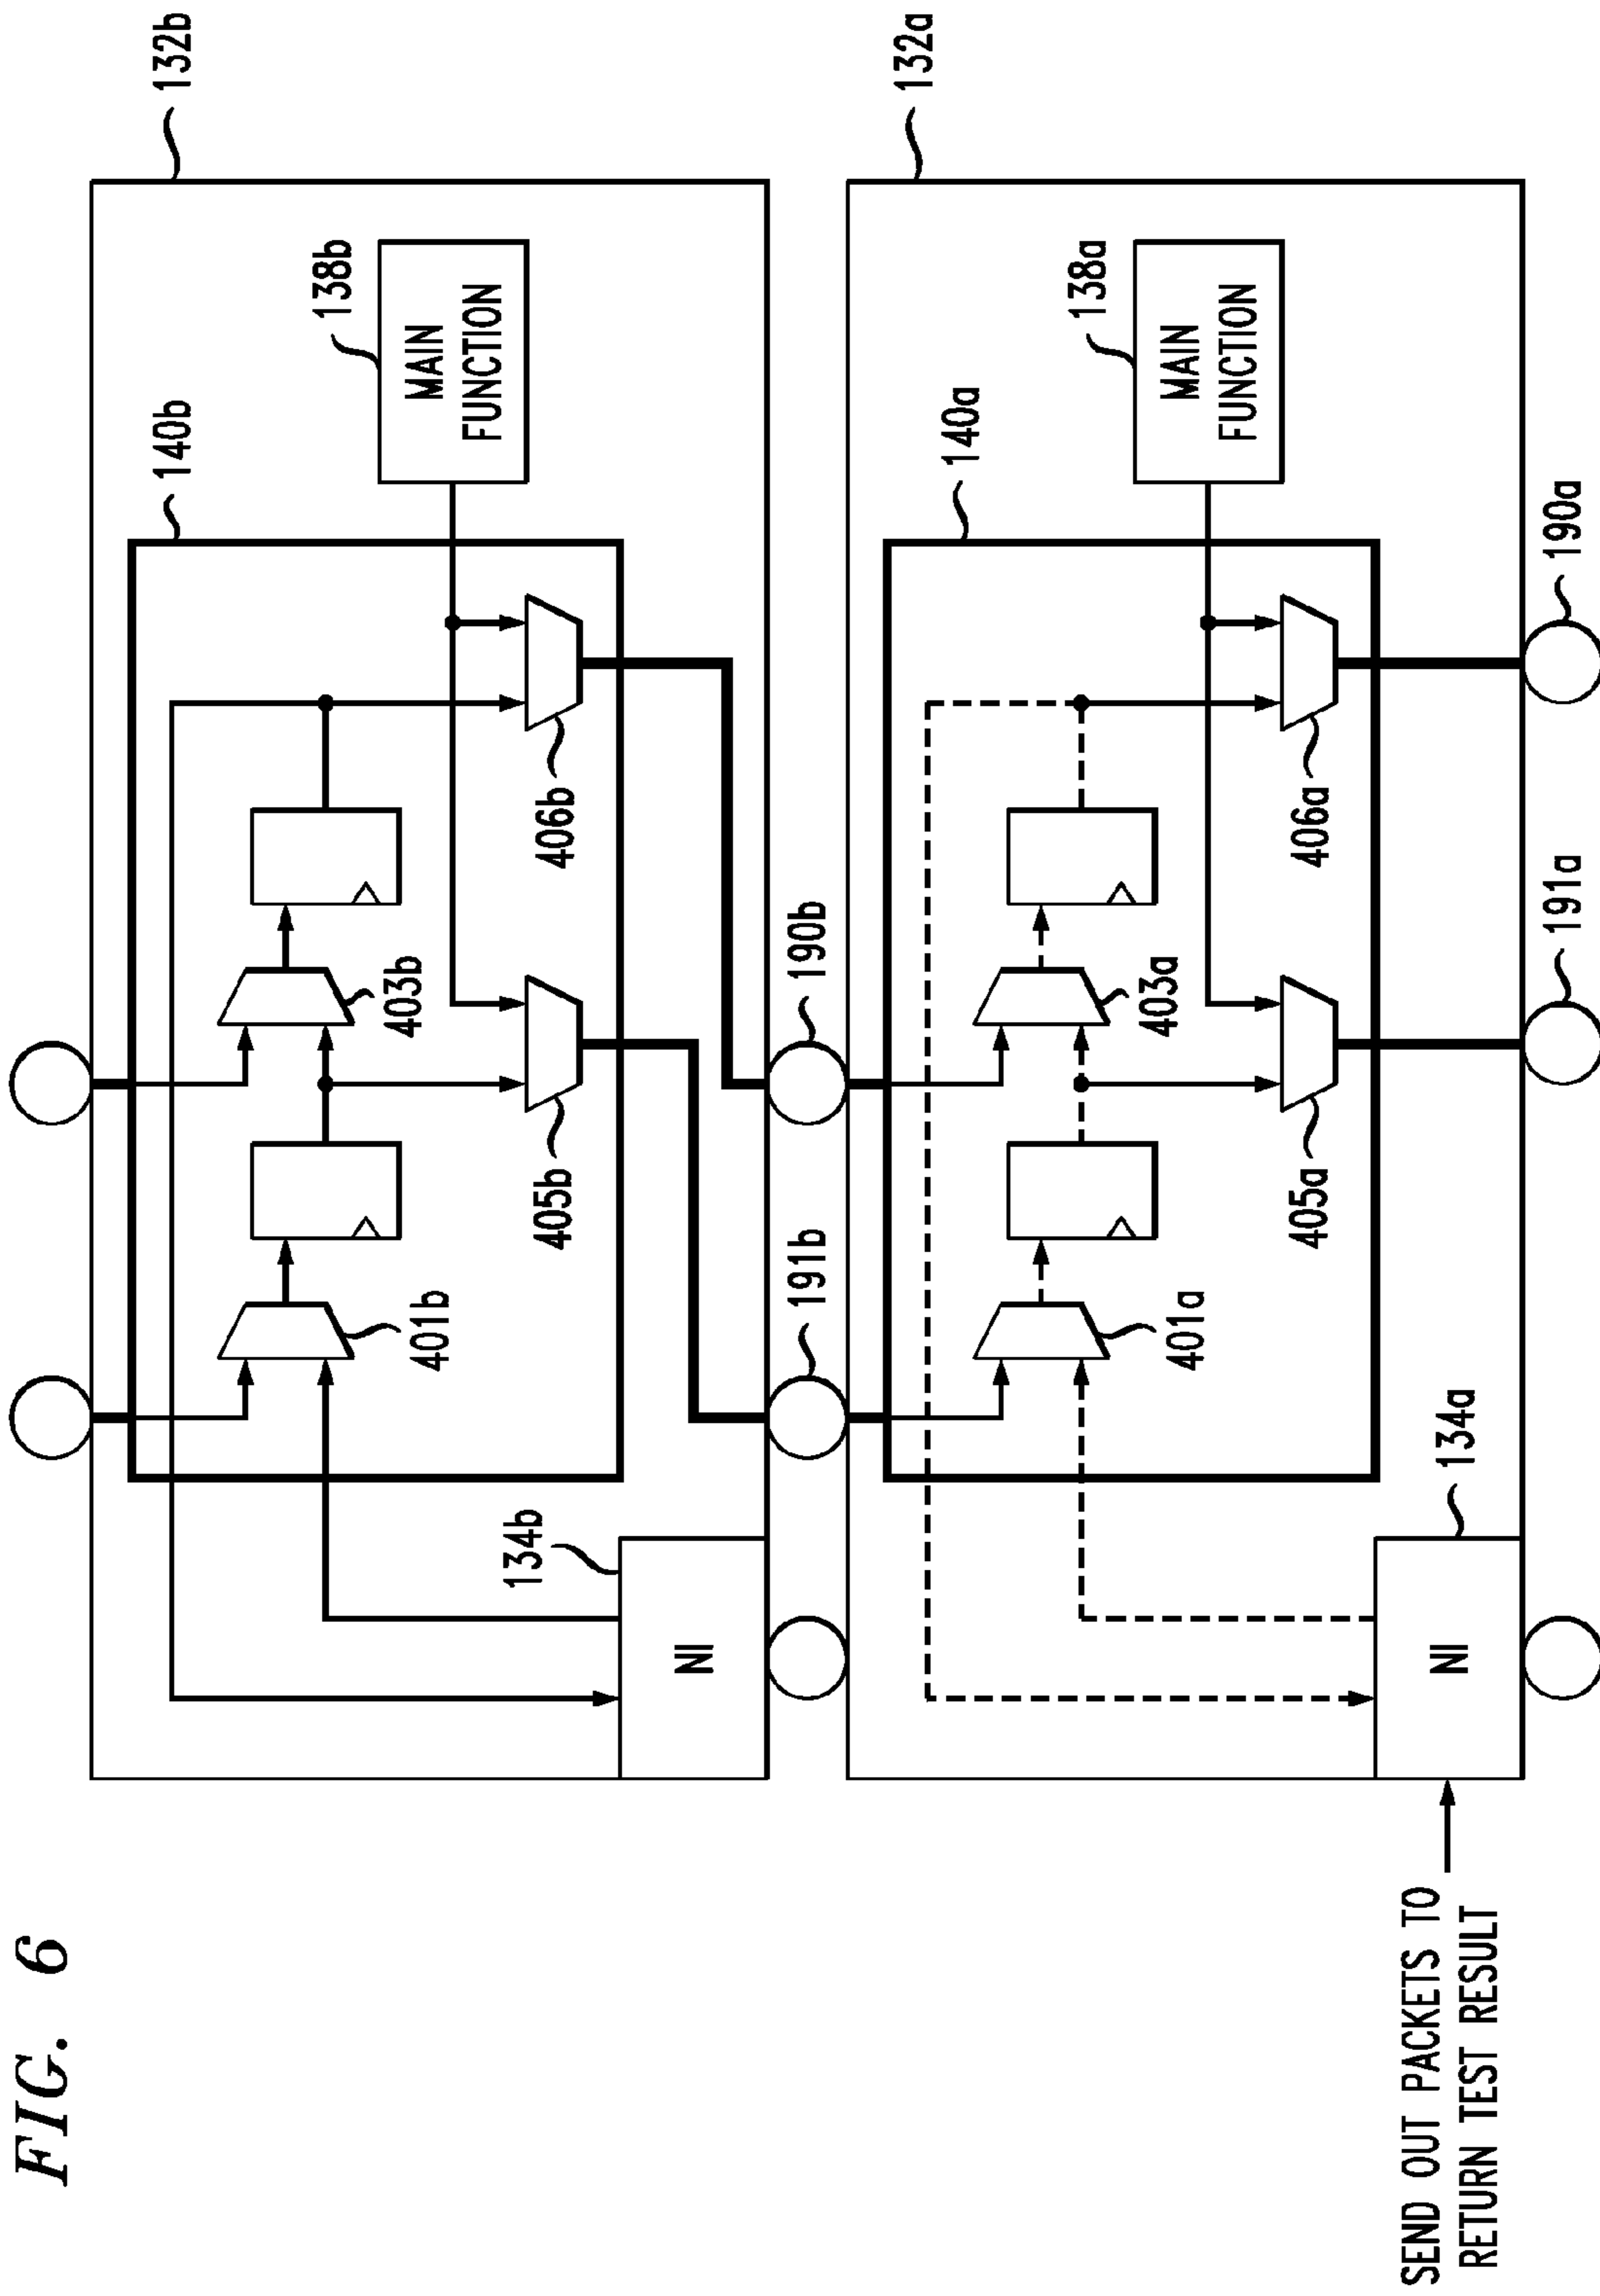 FIG. 6
132b
140b
138b
MAIN
FUNCTION
403b
401b
406b
405b
134b
NI
190b
191b
132a
140a
138a
MAIN
FUNCTION
403a
401a
406a
405a
134a
NI
190a
191a
SEND OUT PACKETS TO
RETURN TEST RESULT